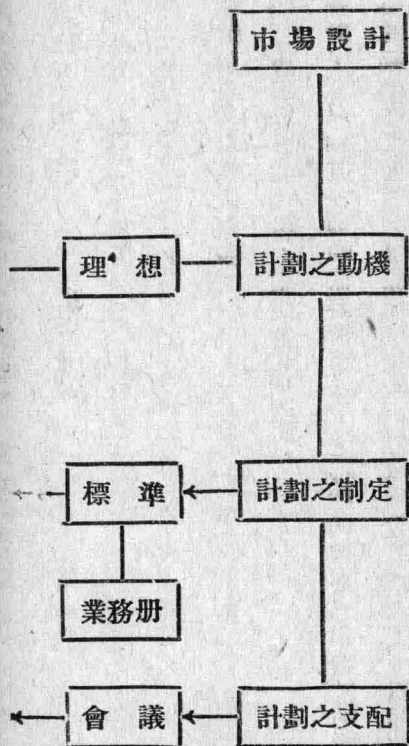 市場設計
計劃之動機
理想
計劃之制定
標準
業務册
計劃之支配
會議